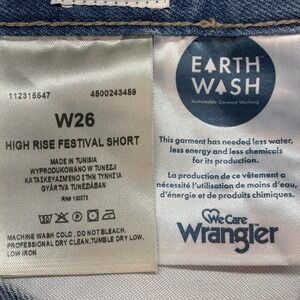 112315547 4500243459
W26
HIGH RISE FESTIVAL SHORT
MADE IN TUNISIA
WYPRODUKOWANO W TUNEZJI
ΚΑΤΑΣΚΕΥΑΖΜΕΝΟ ΣΤΗΝ ΤΥΝΗΣΙΑ
GYÁRTVA TUNÉZIÁBAN
RN# 130273
MACHINE WASH COLD . DO NOT BLEACH.
PROFESSIONAL DRY CLEAN.TUMBLE DRY LOW.
LOW IRON
EARTH
WASH
Sustainable Garment Washing
This garment has needed less water,
less energy and less chemicals
for its production.
La production de ce vêtement a
nécessité l'utilisation de moins d'eau,
d'énergie et de produits chimiques.
We Care
Wrangler